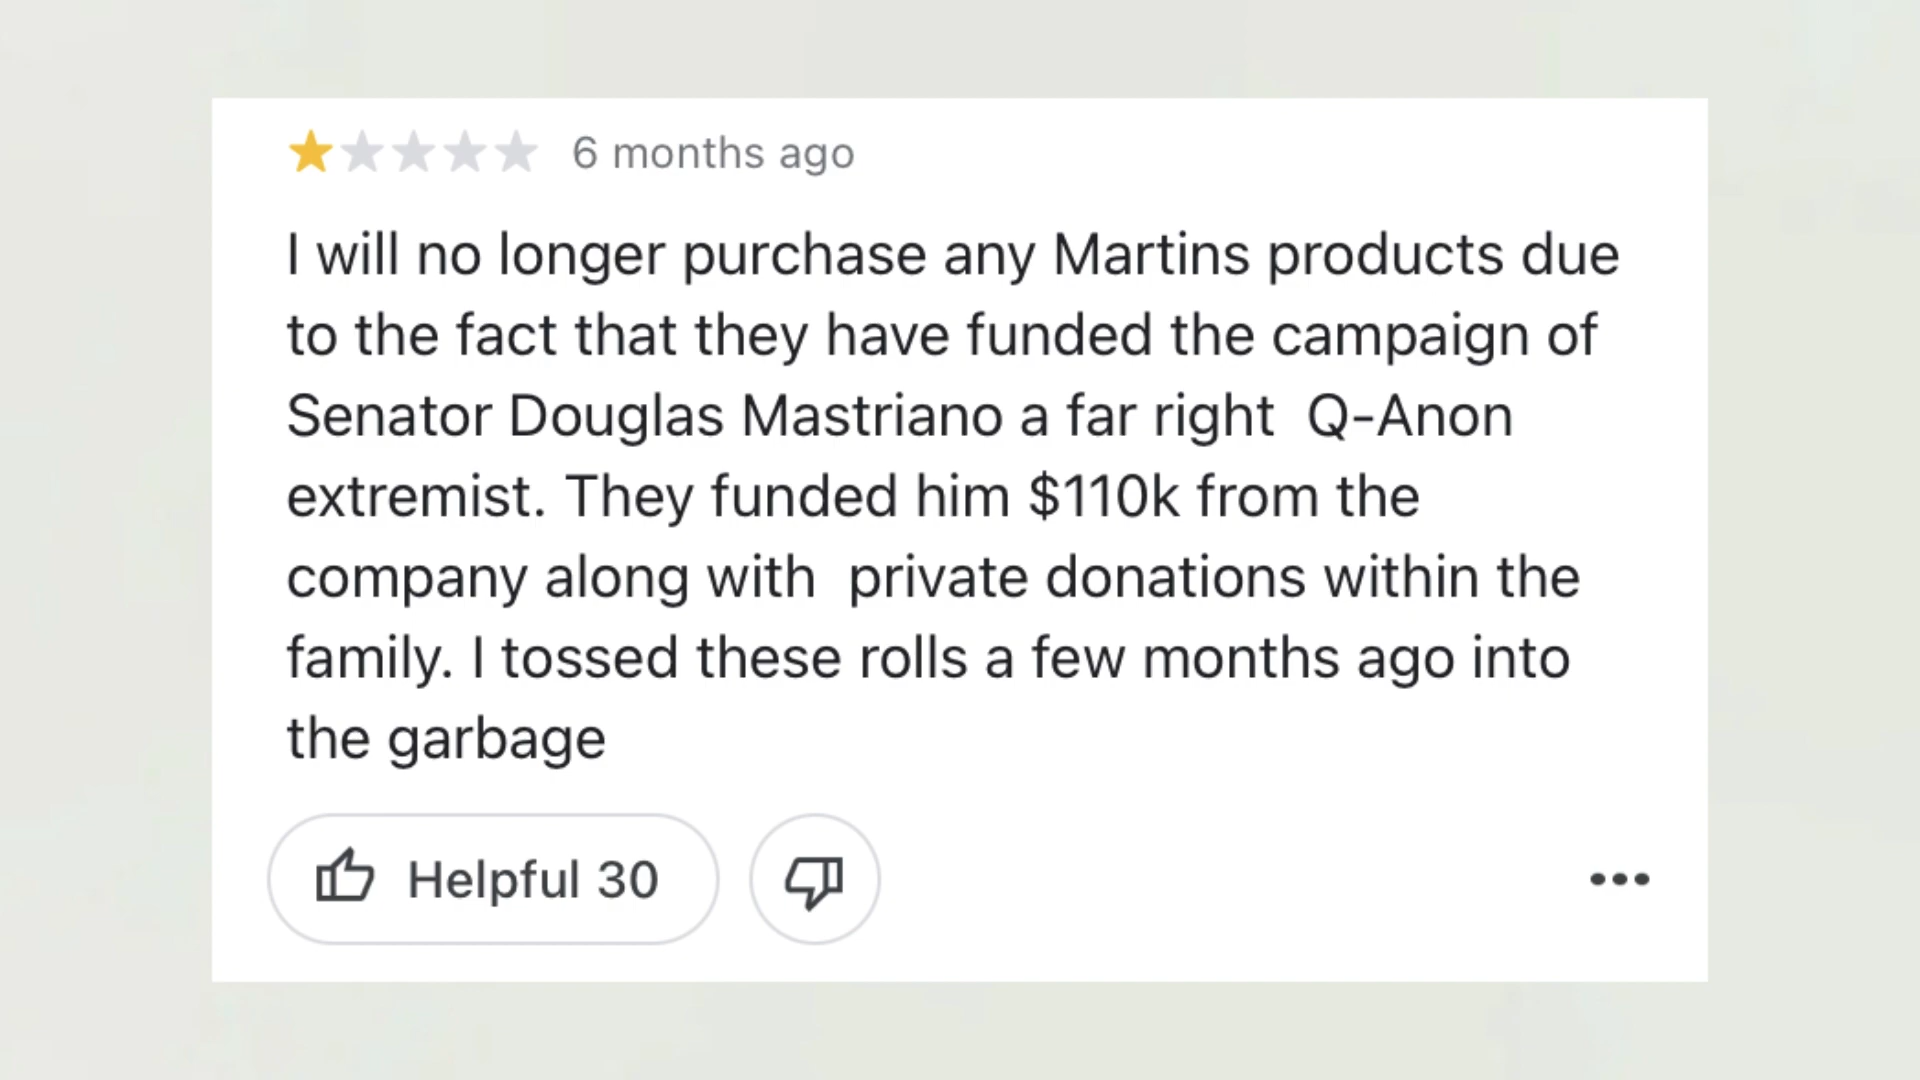 6 months ago
I will no longer purchase any Martins products due
to the fact that they have funded the campaign of
Senator Douglas Mastriano a far right  Q-Anon
extremist. They funded him $110k from the
company along with  private donations within the
family. I tossed these rolls a few months ago into
the garbage
Helpful 30